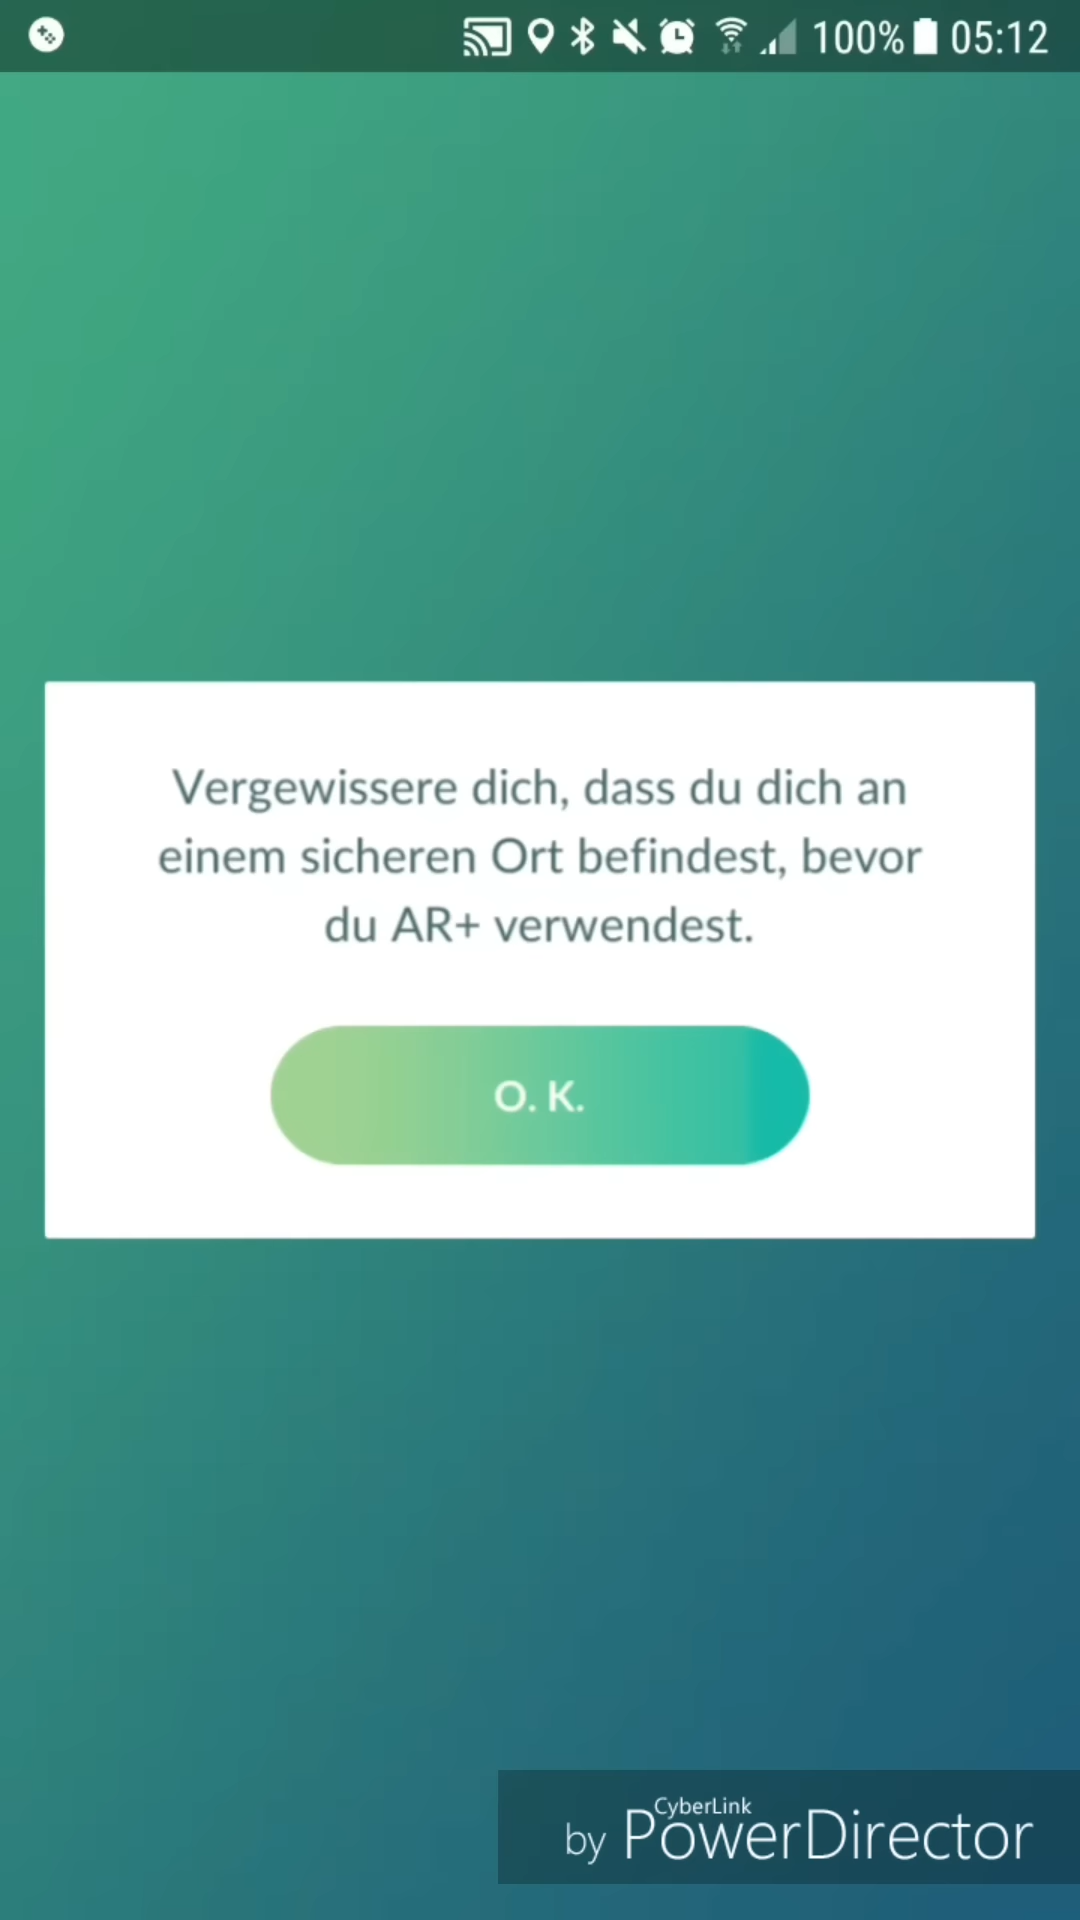 100% 05:12
Vergewissere dich, dass du dich an
einem sicheren Ort befindest, bevor
du AR+ verwendest.
O. K.
CyberLink
by PowerDirector